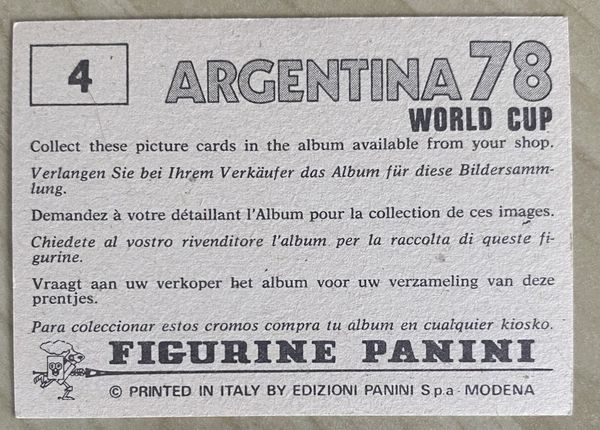 4
ARGENTINA 78
WORLD CUP
Collect these picture cards in the album available from your shop.
Verlangen Sie bei Ihrem Verkäufer das Album für diese Bildersamm-
lung.
Demandez à votre détaillant l'Album pour la collection de ces images.
Chiedete al vostro rivenditore l'album per la raccolta di queste fi-
gurine.
Vraagt aan uw verkoper het album voor uw verzameling van deze
prentjes.
Para coleccionar estos cromos compra tu álbum en cualquier kiosko.
FIGURINE PANINI
© PRINTED IN ITALY BY EDIZIONI PANINI S.p.a - MODENA